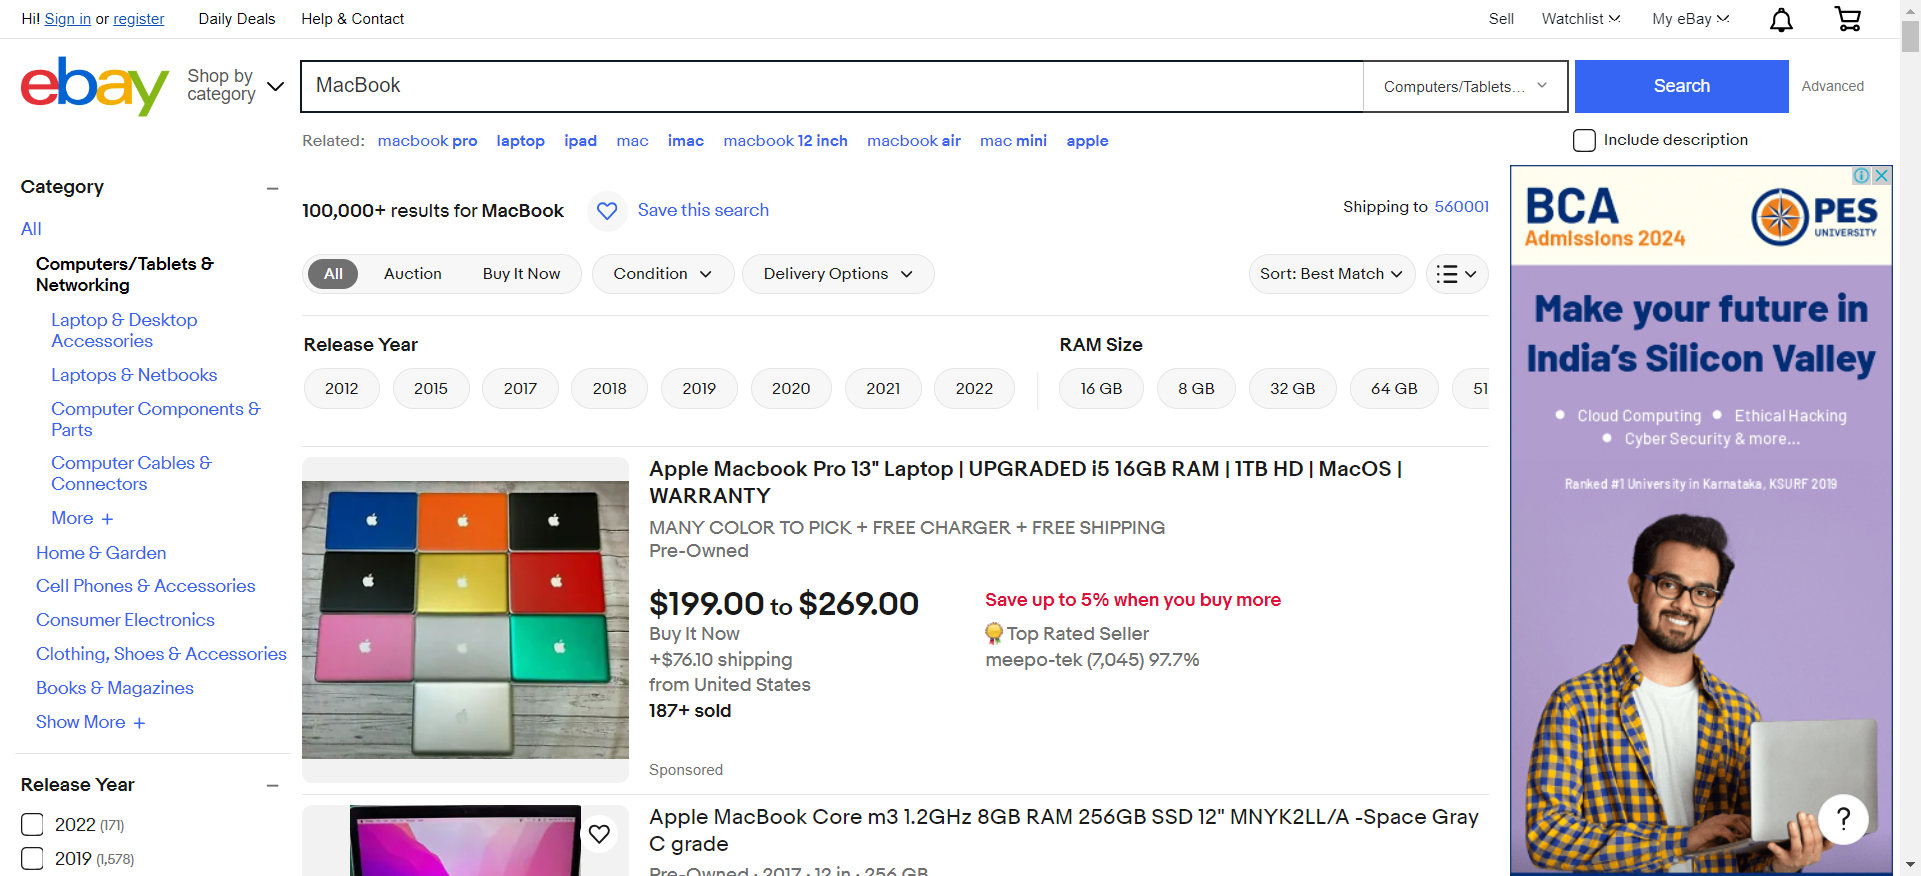 Hi! Sign in or register
Daily Deals
Help & Contact
Sell
Watchlist
My eBay
ebay
Shop by
category
MacBook
Computers/Tablets...
Search
Advanced
Related: macbook pro laptop ipad mac imac macbook 12 inch macbook air mac mini apple
Include description
Category
All
Computers/Tablets &
Networking
Laptop & Desktop
Accessories
Laptops & Netbooks
Computer Components &
Parts
Computer Cables &
Connectors
More +
Home & Garden
Cell Phones & Accessories
Consumer Electronics
Clothing, Shoes & Accessories
Books & Magazines
Show More +
Release Year
2022 (171)
2019 (1,578)
100,000+ results for MacBook
Save this search
Shipping to 560001
All
Auction
Buy It Now
Condition
Delivery Options
Sort: Best Match
Release Year
2012 2015 2017 2018 2019 2020 2021 2022
RAM Size
16 GB 8 GB 32 GB 64 GB 51
Apple Macbook Pro 13" Laptop | UPGRADED i5 16GB RAM | 1TB HD | MacOS |
WARRANTY
MANY COLOR TO PICK + FREE CHARGER + FREE SHIPPING
Pre-Owned
$199.00 to $269.00
Buy It Now
+$76.10 shipping
from United States
187+ sold
Save up to 5% when you buy more
Top Rated Seller
meepo-tek (7,045) 97.7%
Sponsored
Apple MacBook Core m3 1.2GHz 8GB RAM 256GB SSD 12" MNYK2LL/A -Space Gray
C grade
Pre-Owned · 2017 · 12 in · 256 GB
BCA
Admissions 2024
PES
UNIVERSITY
Make your future in
India's Silicon Valley
• Cloud Computing • Ethical Hacking
• Cyber Security & more...
Ranked #1 University in Karnataka, KSURF 2019
?